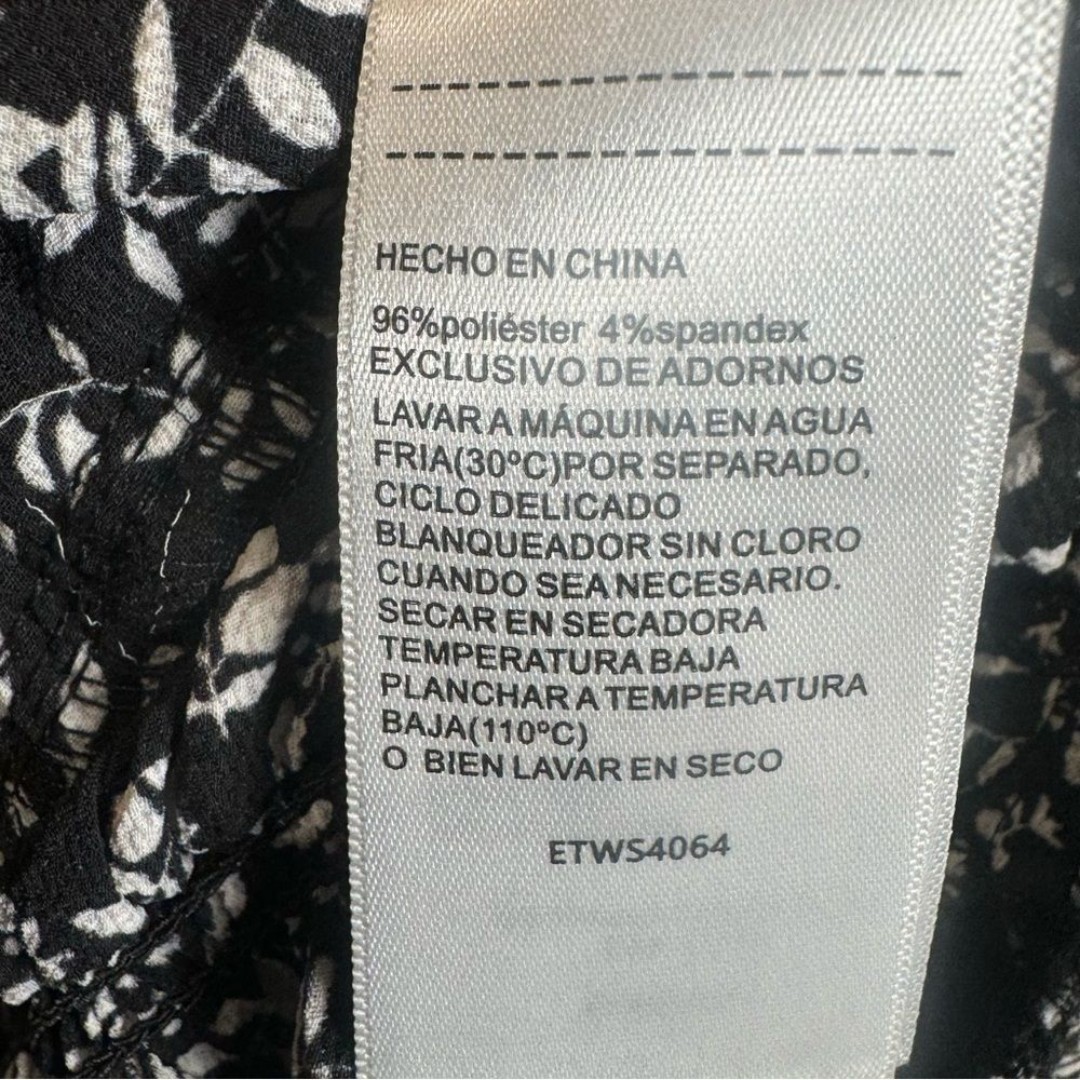 HECHO EN CHINA
96%poliéster 4%spandex
EXCLUSIVO DE ADORNOS
LAVAR A MÁQUINA EN AGUA
FRIA(30ºC)POR SEPARADO,
CICLO DELICADO
BLANQUEADOR SIN CLORO
CUANDO SEA NECESARIO.
SECAR EN SECADORA
TEMPERATURA BAJA
PLANCHAR A TEMPERATURA
BAJA(110ºC)
O BIEN LAVAR EN SECO
ETWS4064